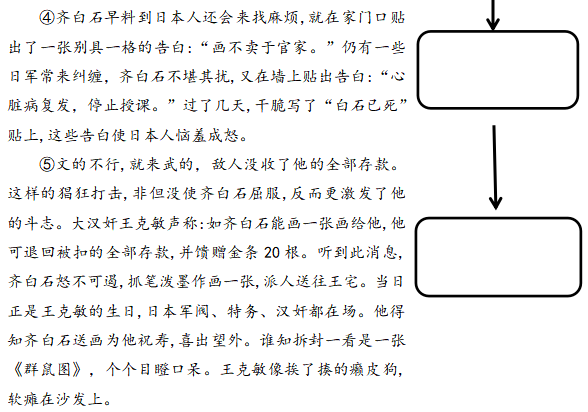 ④齐白石早料到日本人还会来找麻烦,就在家门口贴
出了一张别具一格的告白:“画不卖于官家。”仍有一些
日军常来纠缠，齐白石不堪其扰,又在墙上贴出告白:“心
脏病复发，停止授课。”过了几天,干脆写了“白石已死”
贴上,这些告白使日本人恼羞成怒。
⑤文的不行,就来武的，敌人没收了他的全部存款。
这样的猖狂打击,非但没使齐白石屈服,反而更激发了他
的斗志。大汉奸王克敏声称:如齐白石能画一张画给他,他
可退回被扣的全部存款,并馈赠金条 20 根。听到此消息,
齐白石怒不可遏,抓笔泼墨作画一张,派人送往王宅。当日
正是王克敏的生日,日本军阀、特务、汉奸都在场。他得
知齐白石送画为他祝寿,喜出望外。谁知拆封一看是一张
《群鼠图》，个个目瞪口呆。王克敏像挨了揍的癞皮狗,
软瘫在沙发上。